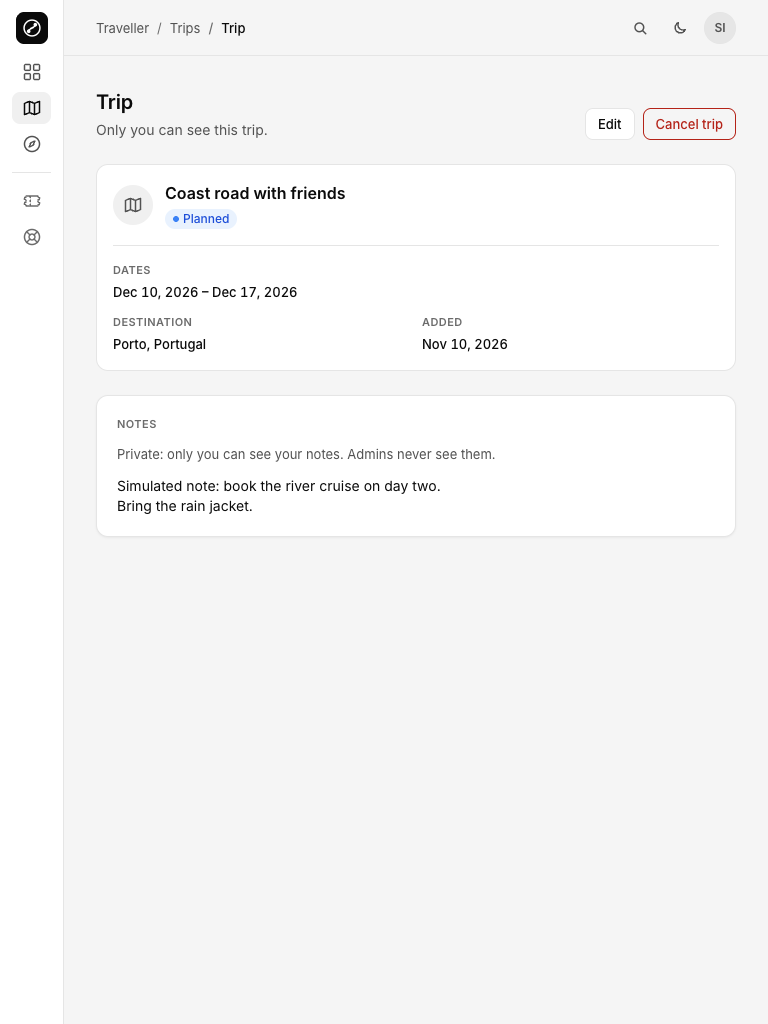 Traveller / Trips / Trip
SI
Trip
Only you can see this trip.
Edit
Cancel trip
Coast road with friends
Planned
DATES
Dec 10, 2026 – Dec 17, 2026
DESTINATION
Porto, Portugal
ADDED
Nov 10, 2026
NOTES
Private: only you can see your notes. Admins never see them.
Simulated note: book the river cruise on day two.
Bring the rain jacket.